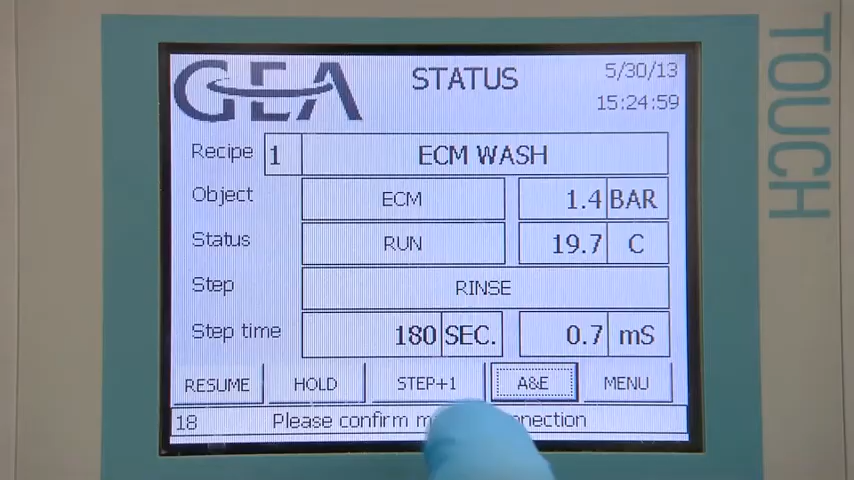 GEA
STATUS
5/30/13
15:24:59
Recipe 1 ECM WASH
Object ECM 1.4 BAR
Status RUN 19.7 C
Step RINSE
Step time 180 SEC. 0.7 mS
RESUME HOLD STEP+1 A&E MENU
18 Please confirm
TOUCH